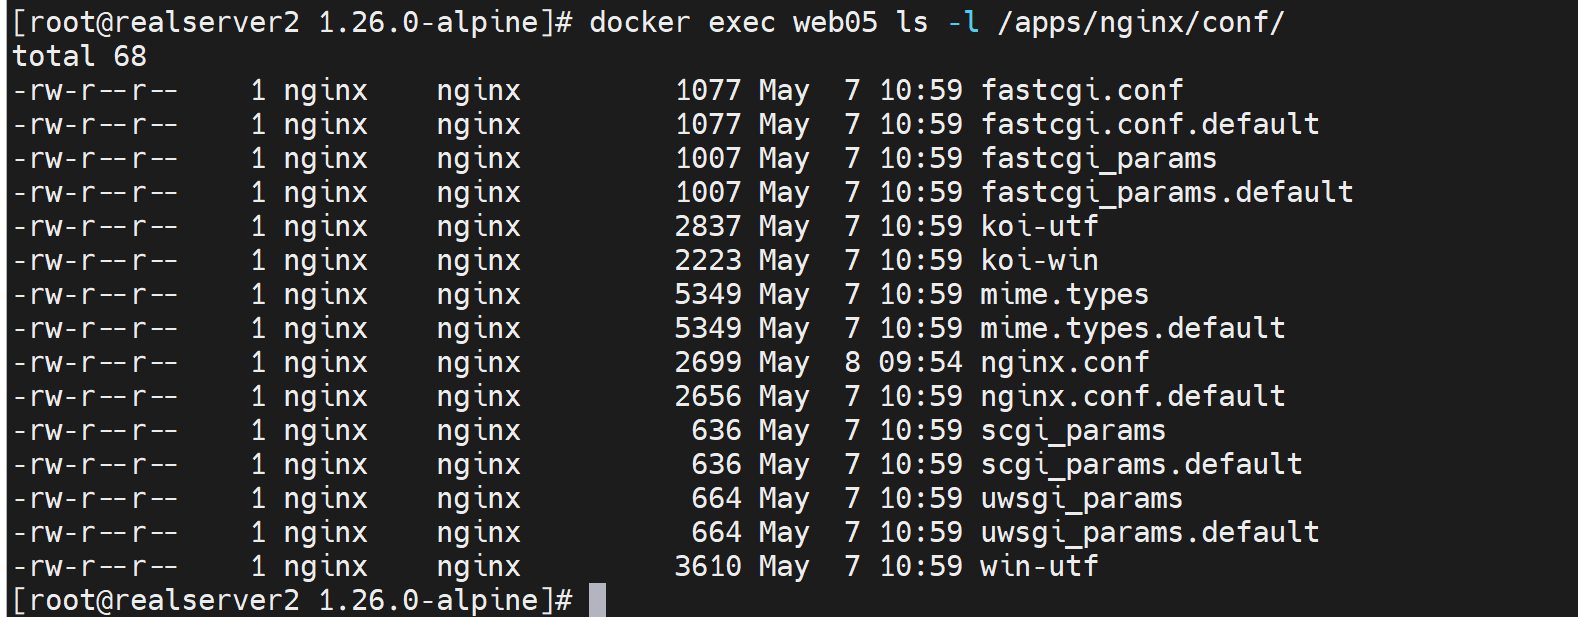 [root@realserver2 1.26.0-alpine]# docker exec web05 ls -l /apps/nginx/conf/
total 68
-rw-r--r--    1 nginx    nginx         1077 May  7 10:59 fastcgi.conf
-rw-r--r--    1 nginx    nginx         1077 May  7 10:59 fastcgi.conf.default
-rw-r--r--    1 nginx    nginx         1007 May  7 10:59 fastcgi_params
-rw-r--r--    1 nginx    nginx         1007 May  7 10:59 fastcgi_params.default
-rw-r--r--    1 nginx    nginx         2837 May  7 10:59 koi-utf
-rw-r--r--    1 nginx    nginx         2223 May  7 10:59 koi-win
-rw-r--r--    1 nginx    nginx         5349 May  7 10:59 mime.types
-rw-r--r--    1 nginx    nginx         5349 May  7 10:59 mime.types.default
-rw-r--r--    1 nginx    nginx         2699 May  8 09:54 nginx.conf
-rw-r--r--    1 nginx    nginx         2656 May  7 10:59 nginx.conf.default
-rw-r--r--    1 nginx    nginx          636 May  7 10:59 scgi_params
-rw-r--r--    1 nginx    nginx          636 May  7 10:59 scgi_params.default
-rw-r--r--    1 nginx    nginx          664 May  7 10:59 uwsgi_params
-rw-r--r--    1 nginx    nginx          664 May  7 10:59 uwsgi_params.default
-rw-r--r--    1 nginx    nginx         3610 May  7 10:59 win-utf
[root@realserver2 1.26.0-alpine]#